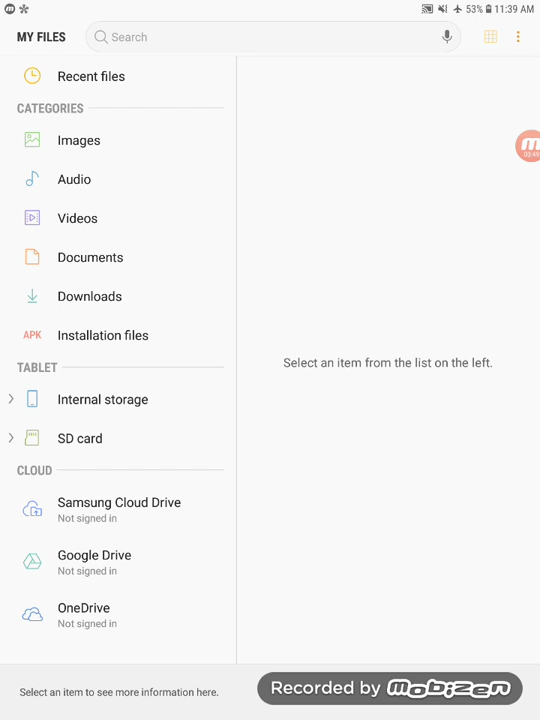 53% 11:39 AM
MY FILES
Search
Recent files
CATEGORIES
Images
Audio
Videos
Documents
Downloads
APK Installation files
TABLET
Internal storage
SD card
CLOUD
Samsung Cloud Drive
Not signed in
Google Drive
Not signed in
OneDrive
Not signed in
Select an item from the list on the left.
03:49
Select an item to see more information here.
Recorded by mobizen